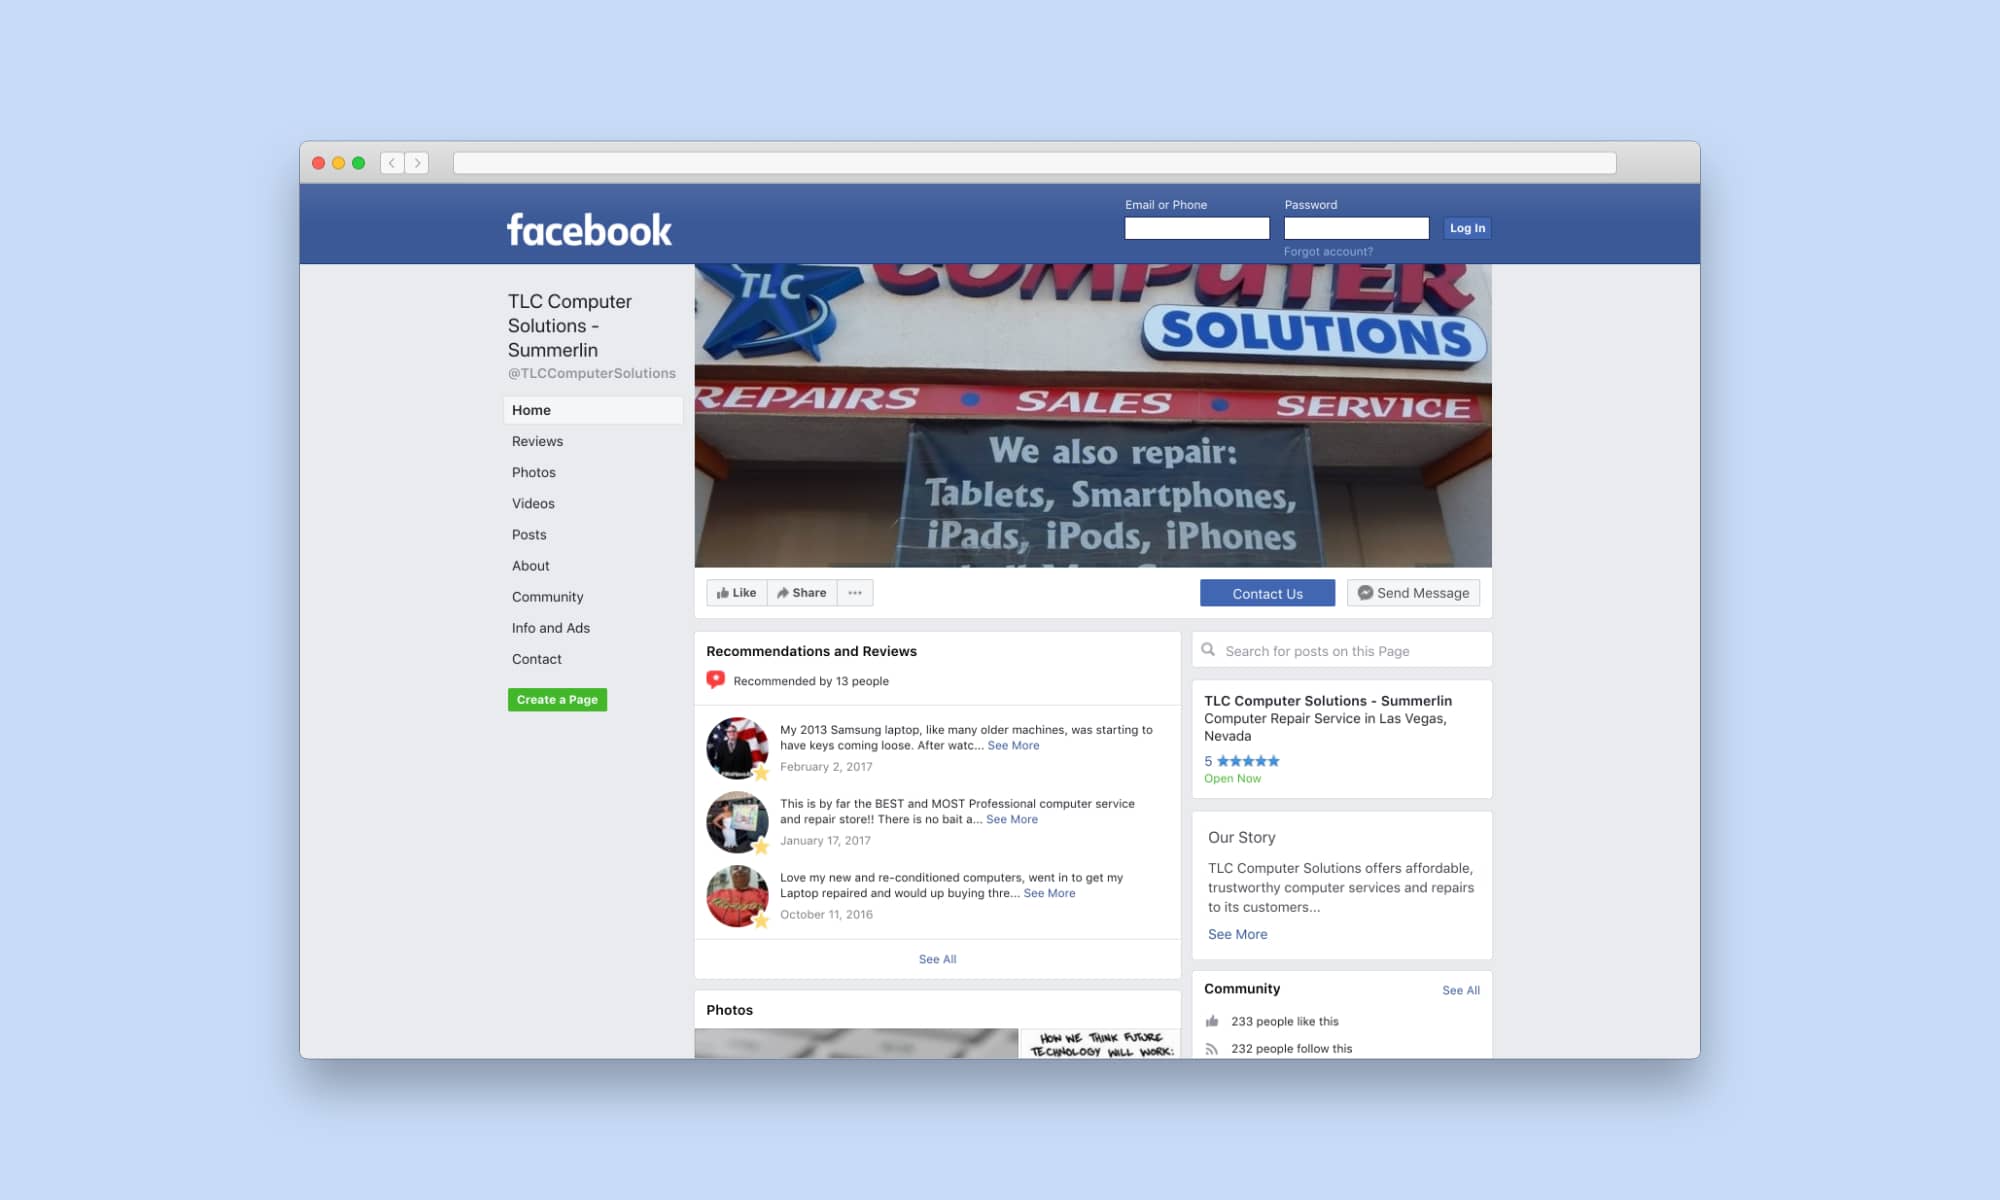 facebook
Email or Phone
Password
Log In
Forgot account?
TLC Computer
Solutions -
Summerlin
@TLCComputerSolutions
Home
Reviews
Photos
Videos
Posts
About
Community
Info and Ads
Contact
Create a Page
TLC COMPUTER
SOLUTIONS
REPAIRS • SALES • SERVICE
We also repair:
Tablets, Smartphones,
iPads, iPods, iPhones
Like
Share
...
Contact Us
Send Message
Recommendations and Reviews
Recommended by 13 people
My 2013 Samsung laptop, like many older machines, was starting to
have keys coming loose. After watc... See More
February 2, 2017
This is by far the BEST and MOST Professional computer service
and repair store!! There is no bait a... See More
January 17, 2017
Love my new and re-conditioned computers, went in to get my
Laptop repaired and would up buying thre... See More
October 11, 2016
See All
Photos
HOW WE THINK FUTURE
TECHNOLOGY WILL WORK:
Search for posts on this Page
TLC Computer Solutions - Summerlin
Computer Repair Service in Las Vegas,
Nevada
5 ★★★★★
Open Now
Our Story
TLC Computer Solutions offers affordable,
trustworthy computer services and repairs
to its customers...
See More
Community
See All
233 people like this
232 people follow this